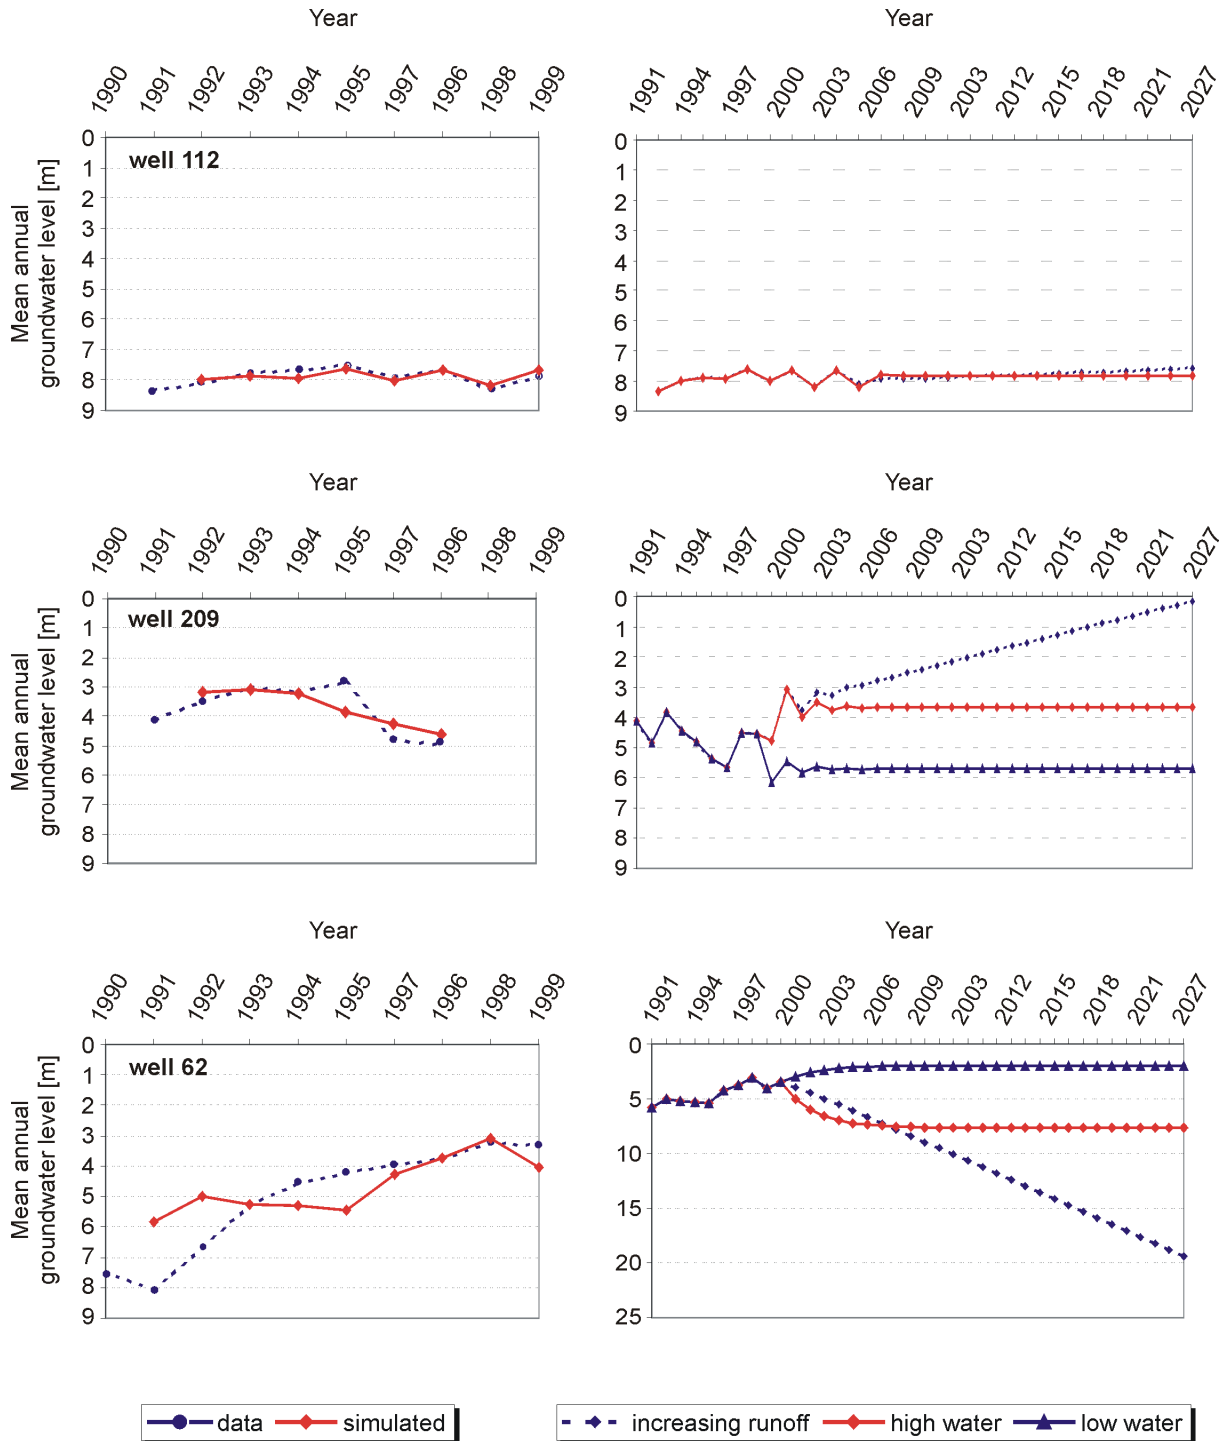 Year Year
1990 1991 1992 1993 1994 1995 1997 1996 1998 1999
1991 1994 1997 2000 2003 2006 2009 2003 2012 2015 2021 2027
Mean annual
groundwater level [m]
well 112
0 0
1 1
2 2
3 3
4 4
5 5
6 6
7 7
8 8
9 9
Year Year
1990 1991 1992 1993 1994 1995 1997 1996 1998 1999
1991 1994 1997 2000 2003 2006 2009 2012 2015 2018 2021 2027
Mean annual
groundwater level [m]
well 209
0 0
1 1
2 2
3 3
4 4
5 5
6 6
7 7
8 8
9 9
Year Year
1990 1991 1992 1993 1994 1995 1997 1996 1998 1999
1991 1994 1997 2000 2003 2006 2009 2012 2015 2018 2021 2027
Mean annual
groundwater level [m]
well 62
0 0
1
2
3
4
5
6
7
8
9
5
10
15
20
25
data simulated
increasing runoff high water low water